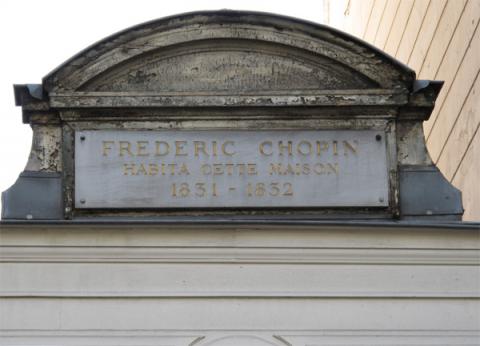 FREDERIC CHOPIN
HABITA CETTE MAISON
1831 - 1832